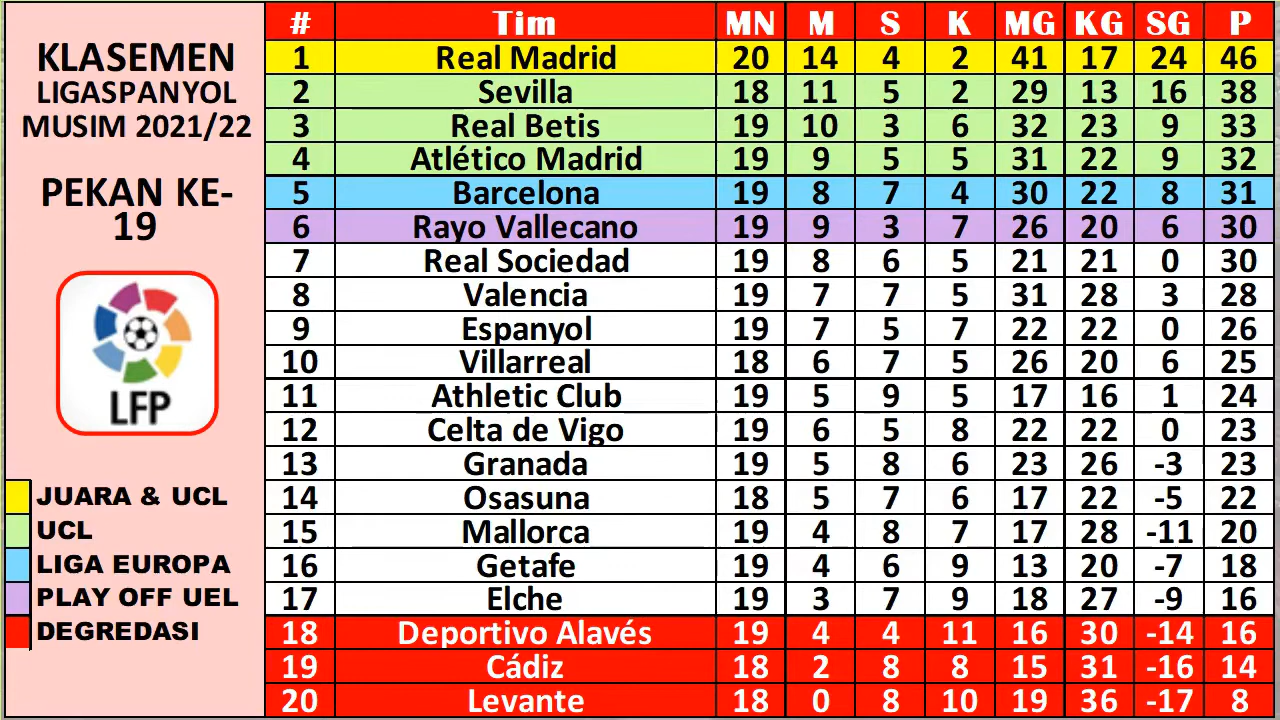 KLASEMEN
LIGASPANYOL
MUSIM 2021/22
PEKAN KE-
19
LFP
JUARA & UCL
UCL
LIGA EUROPA
PLAY OFF UEL
DEGREDASI
# Tim MN M S K MG KG SG P
1 Real Madrid 20 14 4 2 41 17 24 46
2 Sevilla 18 11 5 2 29 13 16 38
3 Real Betis 19 10 3 6 32 23 9 33
4 Atlético Madrid 19 9 5 5 31 22 9 32
5 Barcelona 19 8 7 4 30 22 8 31
6 Rayo Vallecano 19 9 3 7 26 20 6 30
7 Real Sociedad 19 8 6 5 21 21 0 30
8 Valencia 19 7 7 5 31 28 3 28
9 Espanyol 19 7 5 7 22 22 0 26
10 Villarreal 18 6 7 5 26 20 6 25
11 Athletic Club 19 5 9 5 17 16 1 24
12 Celta de Vigo 19 6 5 8 22 22 0 23
13 Granada 19 5 8 6 23 26 -3 23
14 Osasuna 18 5 7 6 17 22 -5 22
15 Mallorca 19 4 8 7 17 28 -11 20
16 Getafe 19 4 6 9 13 20 -7 18
17 Elche 19 3 7 9 18 27 -9 16
18 Deportivo Alavés 19 4 4 11 16 30 -14 16
19 Cádiz 18 2 8 8 15 31 -16 14
20 Levante 18 0 8 10 19 36 -17 8